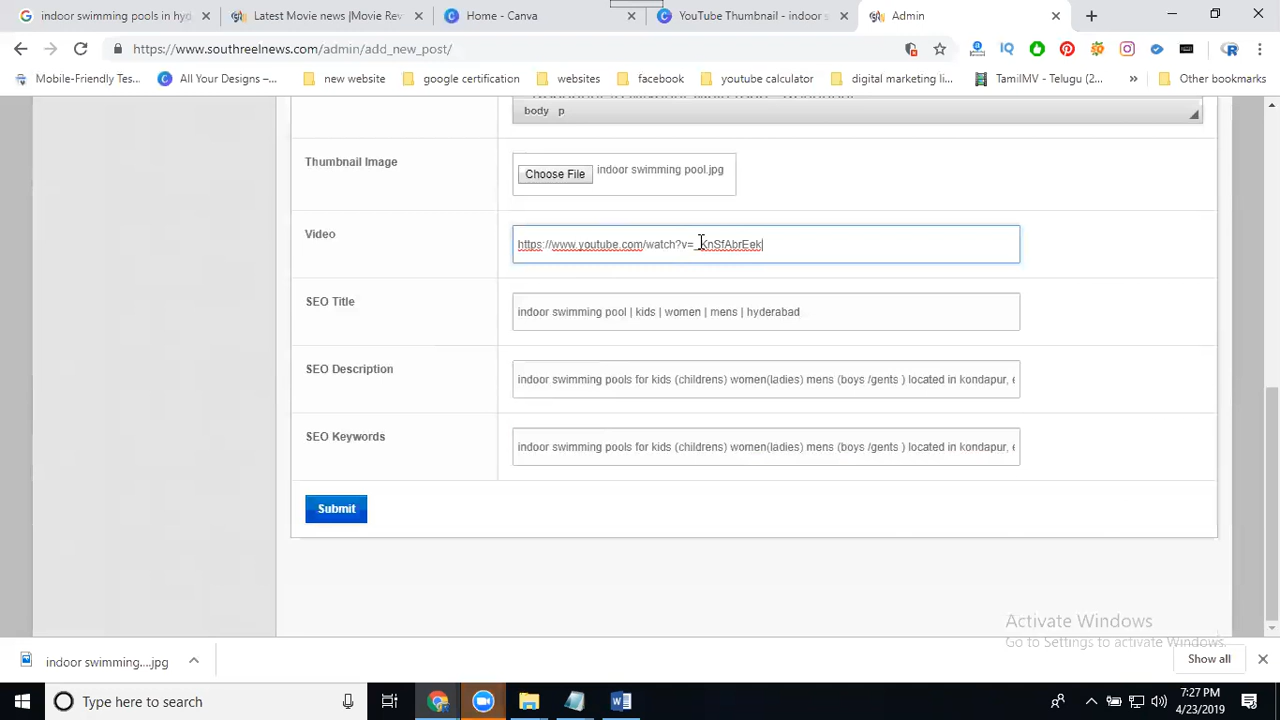 indoor swimming pools in hyd
Latest Movie news |Movie Re
Home - Canva
YouTube Thumbnail - indoor s
Admin
https://www.southreelnews.com/admin/add_new_post/
Mobile-Friendly Tes...
All Your Designs –...
new website
google certification
websites
facebook
youtube calculator
digital marketing li...
TamilMV - Telugu (2...
Other bookmarks
body p
Thumbnail Image
Choose File
indoor swimming pool.jpg
Video
https://www.youtube.com/watch?v=_KnSfAbrEek
SEO Title
indoor swimming pool | kids | women | mens | hyderabad
SEO Description
indoor swimming pools for kids (childrens) women(ladies) mens (boys /gents ) located in kondapur,
SEO Keywords
indoor swimming pools for kids (childrens) women(ladies) mens (boys /gents ) located in kondapur,
Submit
Activate Windows
Go to Settings to activate Windows.
indoor swimming....jpg
Show all
Type here to search
7:27 PM
4/23/2019